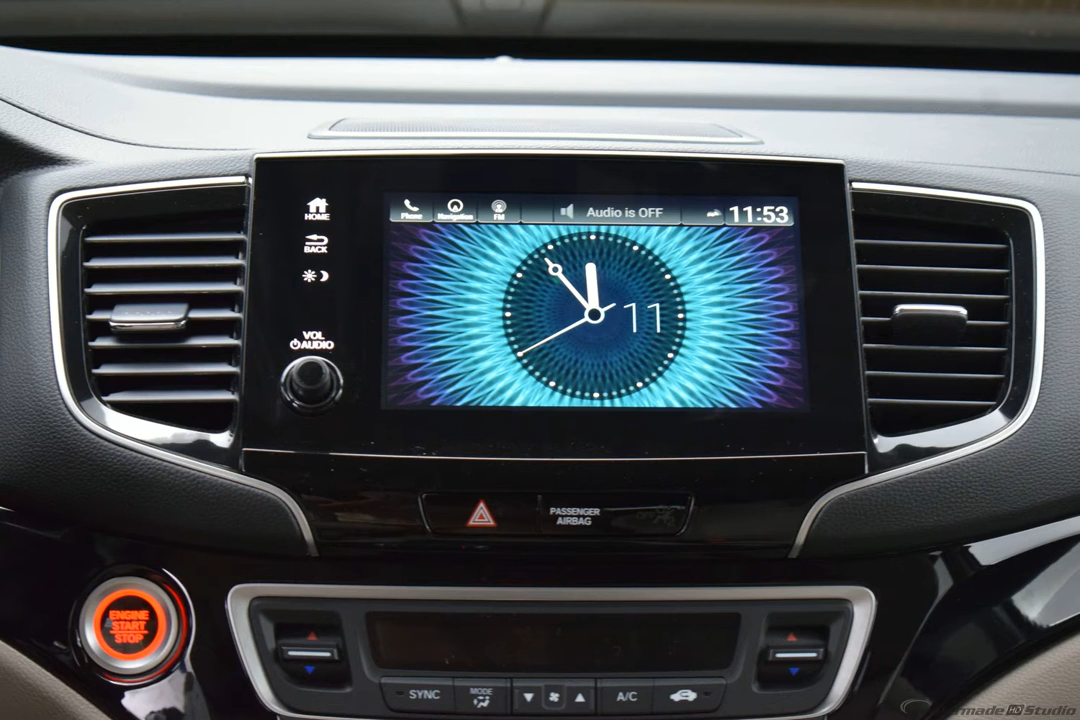 HOME
BACK
VOL
AUDIO
Phone
Navigation
FM
Audio is OFF
11:53
11
PASSENGER
AIRBAG
ENGINE
START
STOP
SYNC
MODE
A/C
HD Studio